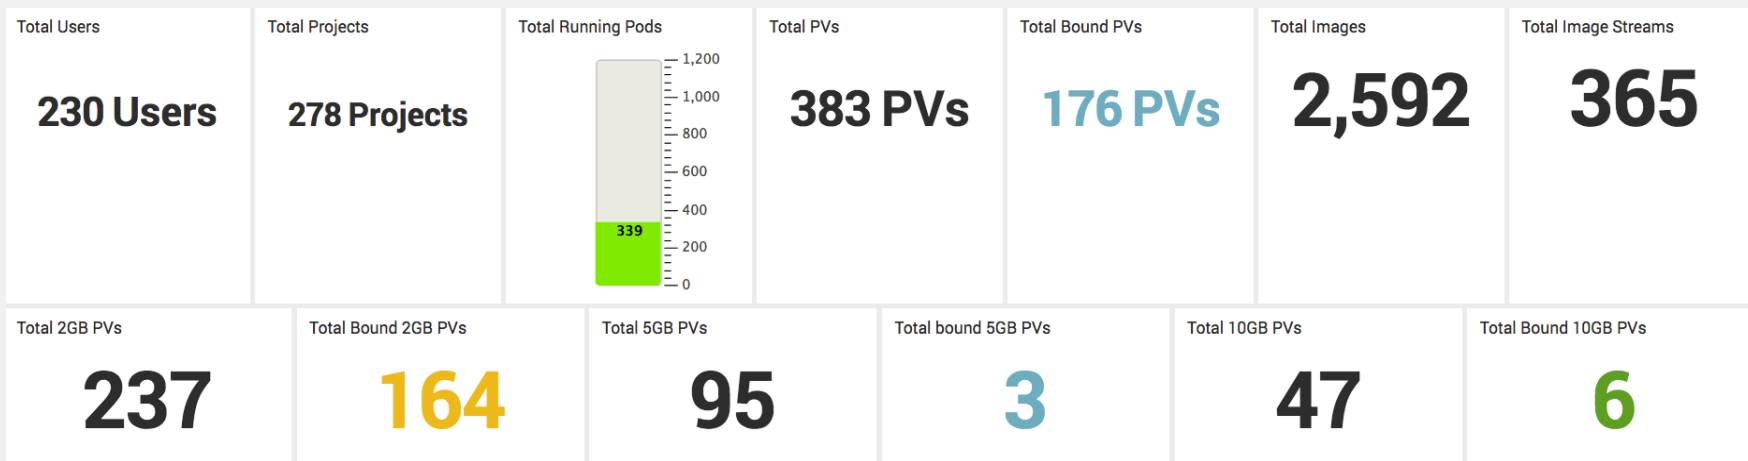 Total Users
230 Users
Total Projects
278 Projects
Total Running Pods
1,200
1,000
800
600
400
200
0
339
Total PVs
383 PVs
Total Bound PVs
176 PVs
Total Images
2,592
Total Image Streams
365
Total 2GB PVs
237
Total Bound 2GB PVs
164
Total 5GB PVs
95
Total bound 5GB PVs
3
Total 10GB PVs
47
Total Bound 10GB PVs
6